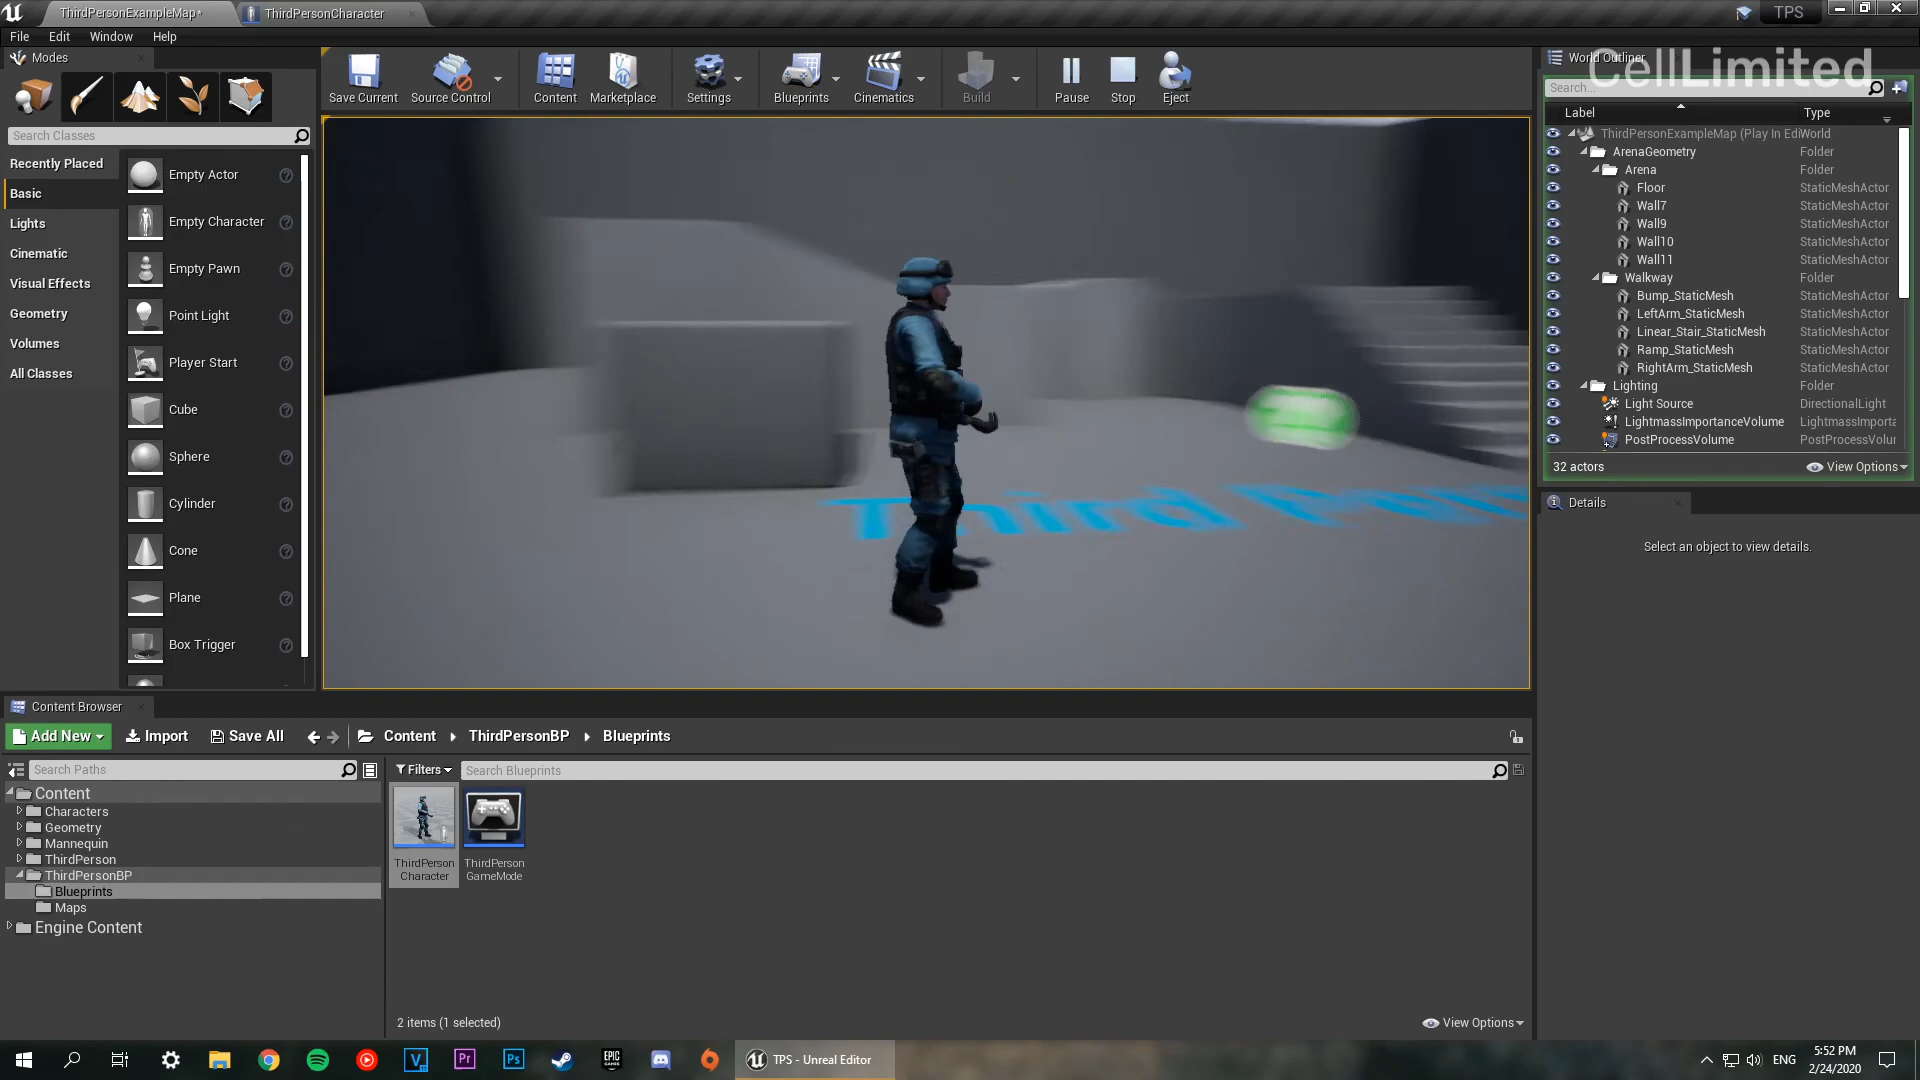 ThirdPersonExampleMap*
ThirdPersonCharacter
TPS
File Edit Window Help
Modes
Search Classes
Recently Placed
Basic
Lights
Cinematic
Visual Effects
Geometry
Volumes
All Classes
Empty Actor
Empty Character
Empty Pawn
Point Light
Player Start
Cube
Sphere
Cylinder
Cone
Plane
Box Trigger
Save Current
Source Control
Content
Marketplace
Settings
Blueprints
Cinematics
Build
Pause
Stop
Eject
Third
World Outliner
CellLimited
Search...
Label Type
ThirdPersonExampleMap (Play In Edi World
ArenaGeometry Folder
Arena Folder
Floor StaticMeshActor
Wall7 StaticMeshActor
Wall9 StaticMeshActor
Wall10 StaticMeshActor
Wall11 StaticMeshActor
Walkway Folder
Bump_StaticMesh StaticMeshActor
LeftArm_StaticMesh StaticMeshActor
Linear_Stair_StaticMesh StaticMeshActor
Ramp_StaticMesh StaticMeshActor
RightArm_StaticMesh StaticMeshActor
Lighting Folder
Light Source DirectionalLight
LightmassImportanceVolume LightmassImporta
PostProcessVolume PostProcessVolur
32 actors
View Options
Details
Select an object to view details.
Content Browser
Add New Import Save All Content ThirdPersonBP Blueprints
Search Paths
Filters
Search Blueprints
Content
Characters
Geometry
Mannequin
ThirdPerson
ThirdPersonBP
Blueprints
Maps
Engine Content
ThirdPerson
Character
ThirdPerson
GameMode
2 items (1 selected)
View Options
TPS - Unreal Editor
ENG
5:52 PM
2/24/2020